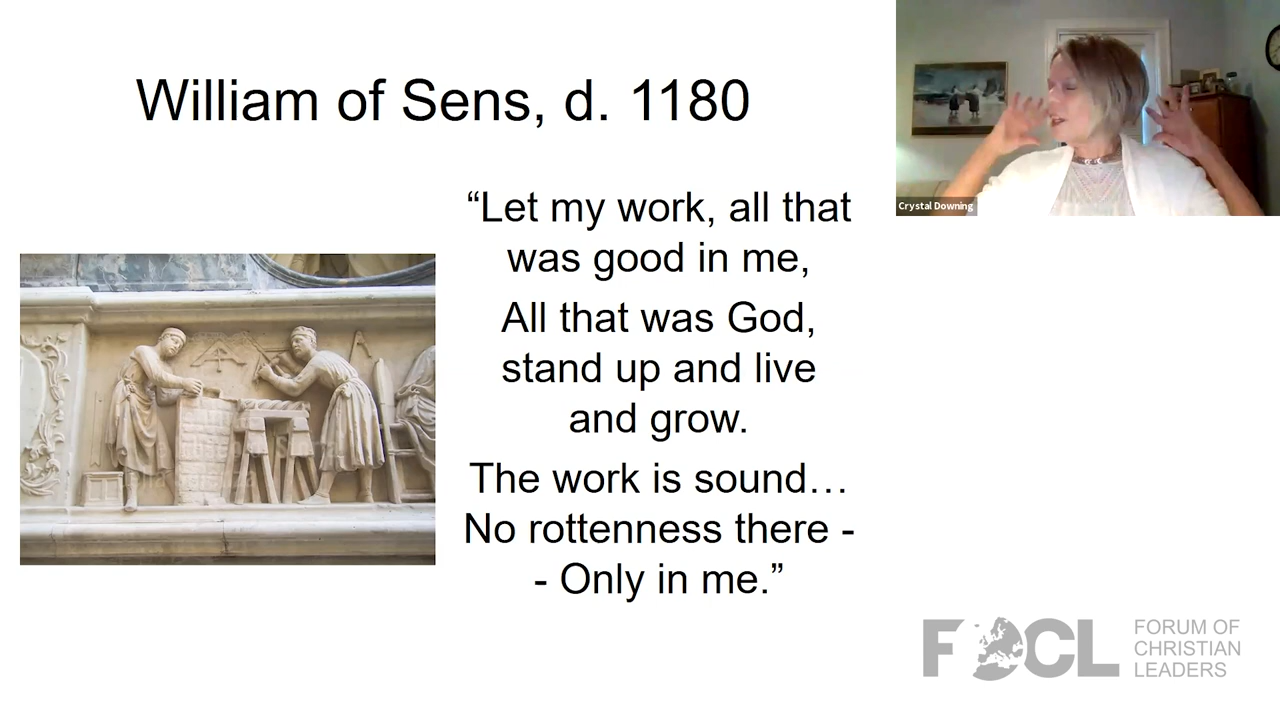 William of Sens, d. 1180
“Let my work, all that
was good in me,
All that was God,
stand up and live
and grow.
The work is sound…
No rottenness there -
- Only in me.”
Crystal Downing
FOCL
FORUM OF
CHRISTIAN
LEADERS